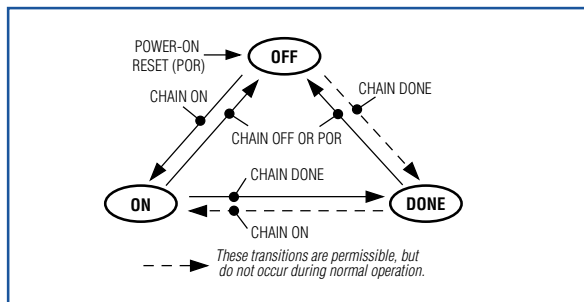 POWER-ON
RESET (POR)
OFF
CHAIN ON
CHAIN DONE
CHAIN OFF OR POR
ON
CHAIN DONE
DONE
CHAIN ON
These transitions are permissible, but
do not occur during normal operation.